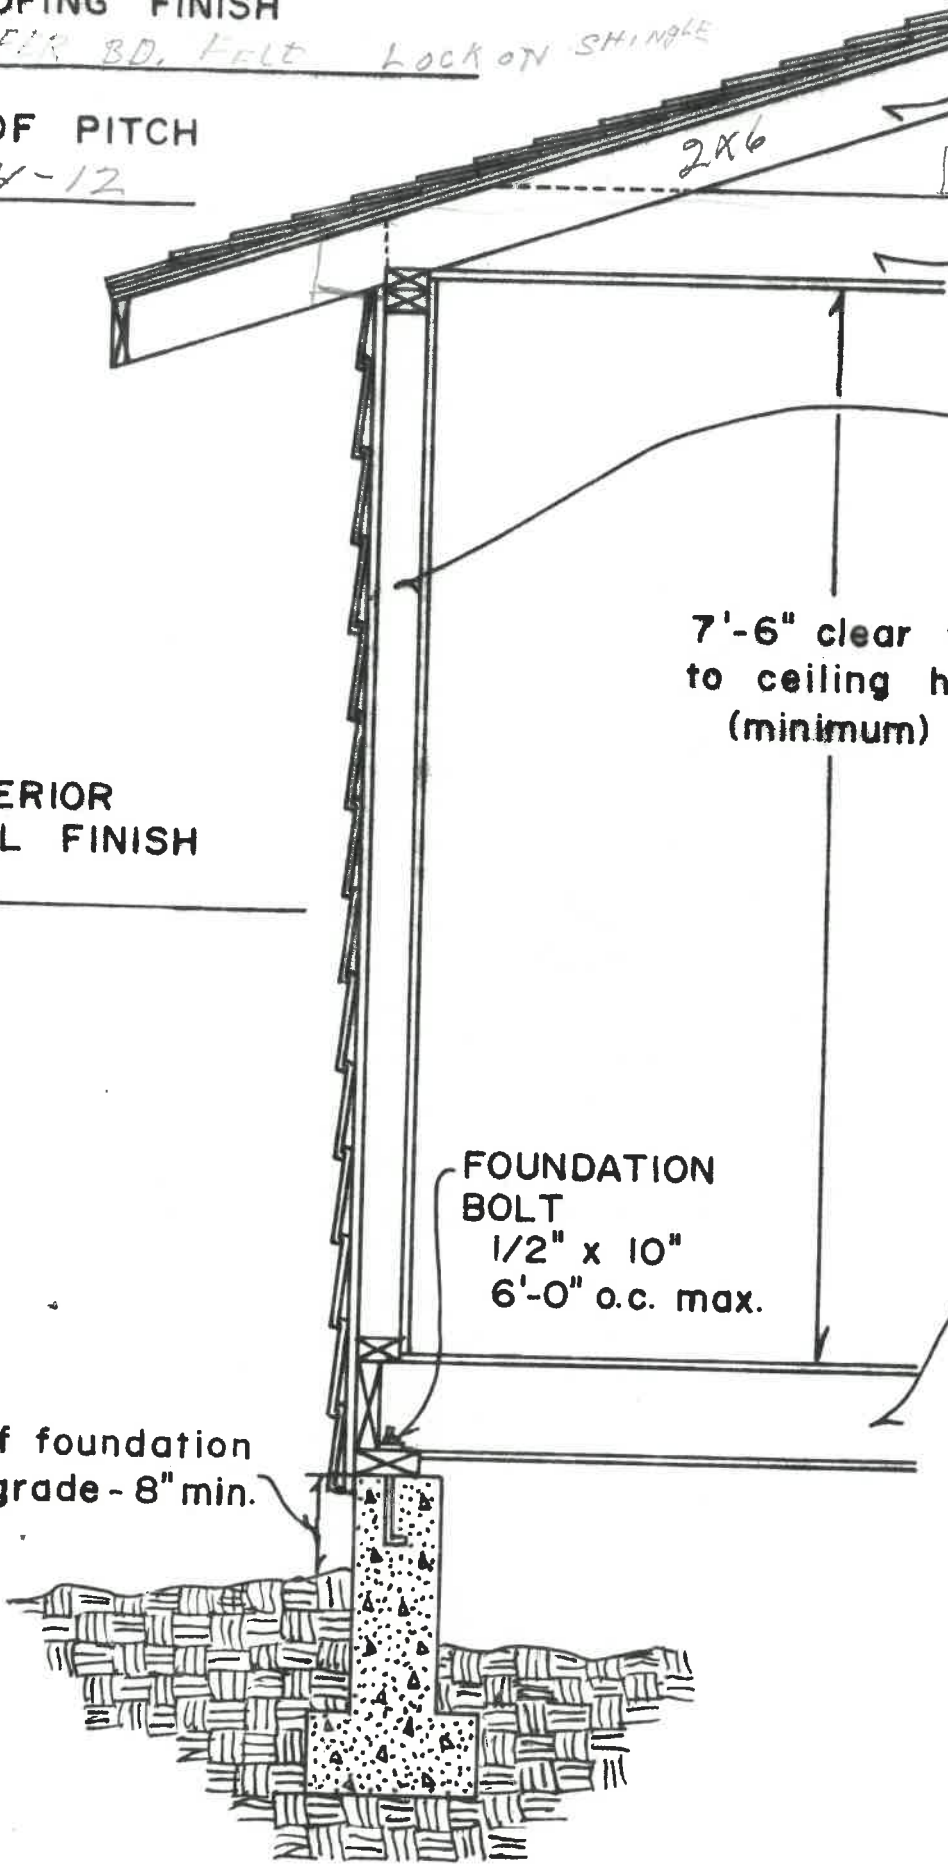 OFING FINISH
BD. FELT LOCK ON SHINGLE
OF PITCH
-12
2X6
7'-6" clear
to ceiling h
(minimum)
ERIOR
L FINISH
FOUNDATION
BOLT
1/2" x 10"
6'-0" o.c. max.
f foundation
grade - 8" min.